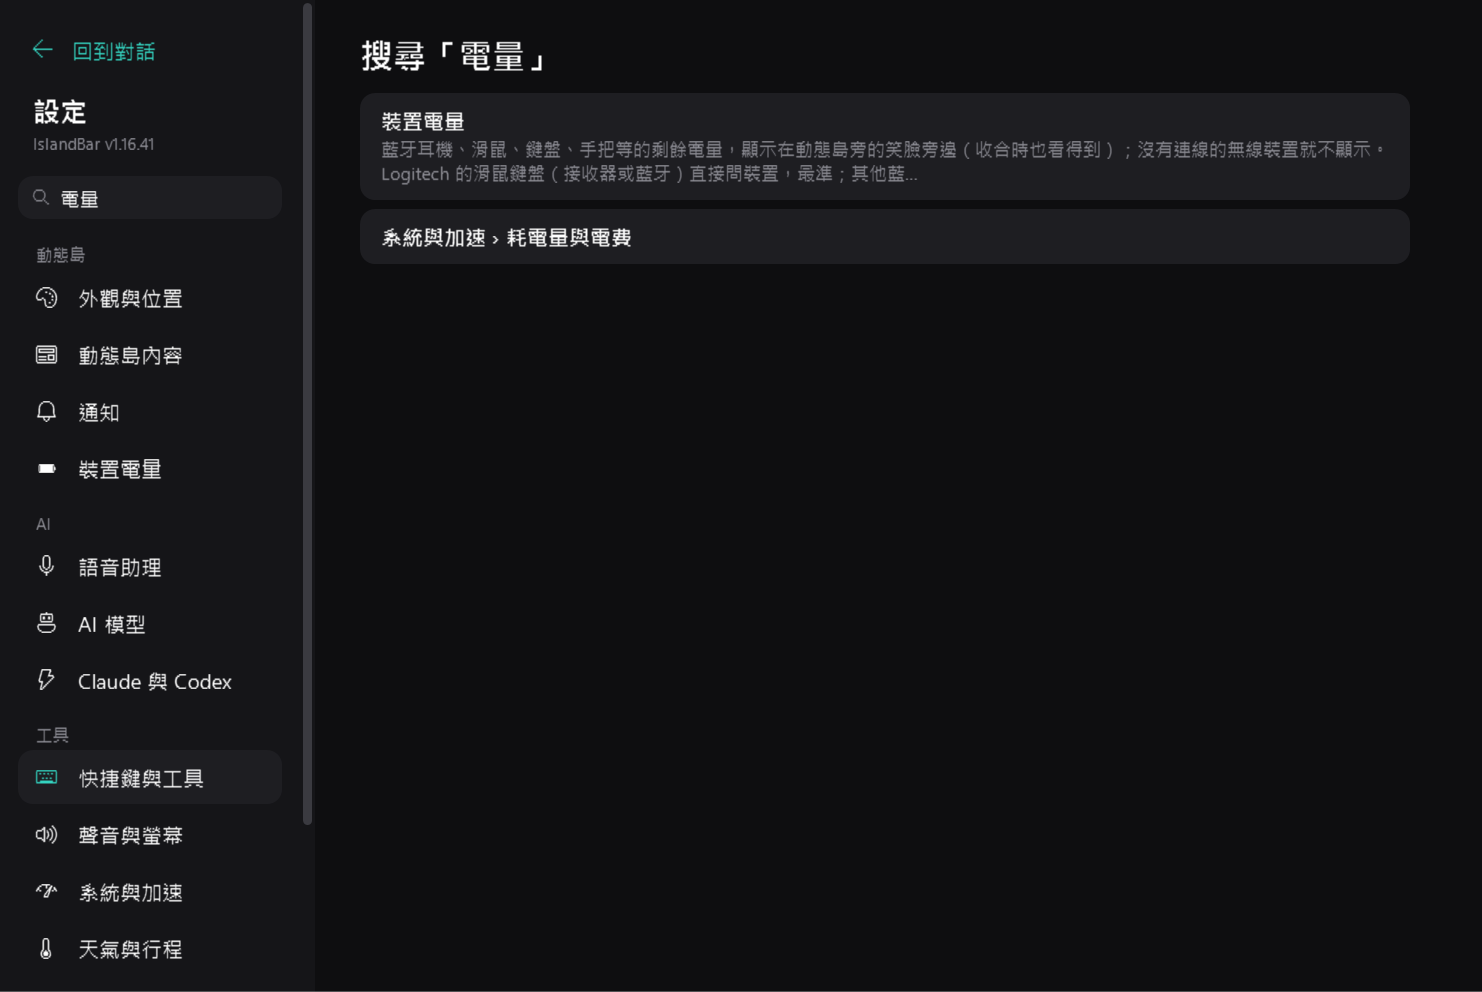 回到對話
設定
IslandBar v1.16.41
電量
動態島
外觀與位置
動態島內容
通知
裝置電量
AI
語音助理
AI 模型
Claude 與 Codex
工具
快捷鍵與工具
聲音與螢幕
系統與加速
天氣與行程
搜尋「電量」
裝置電量
藍牙耳機、滑鼠、鍵盤、手把等的剩餘電量，顯示在動態島旁的笑臉旁邊（收合時也看得到）；沒有連線的無線裝置就不顯示。
Logitech 的滑鼠鍵盤（接收器或藍牙）直接問裝置，最準；其他藍...
系統與加速 › 耗電量與電費